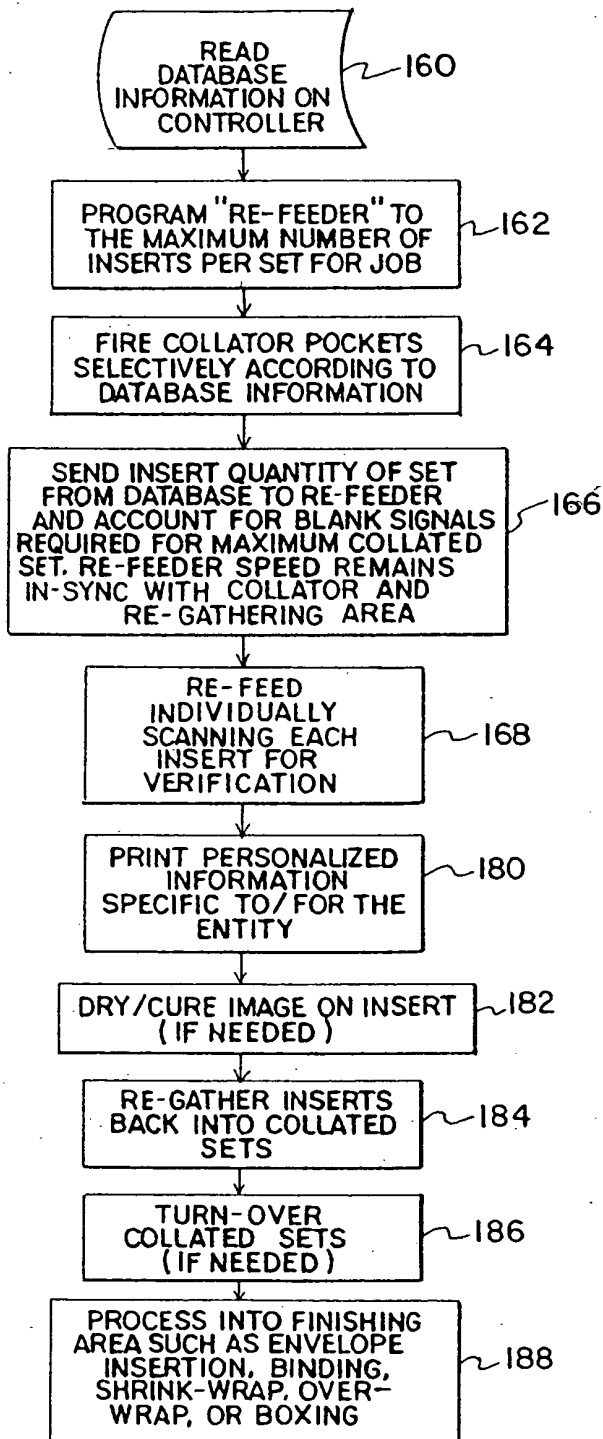 READ
DATABASE
INFORMATION ON
CONTROLLER
160
PROGRAM "RE-FEEDER" TO
THE MAXIMUM NUMBER OF
INSERTS PER SET FOR JOB
162
FIRE COLLATOR POCKETS
SELECTIVELY ACCORDING TO
DATABASE INFORMATION
164
SEND INSERT QUANTITY OF SET
FROM DATABASE TO RE-FEEDER
AND ACCOUNT FOR BLANK SIGNALS
REQUIRED FOR MAXIMUM COLLATED
SET. RE-FEEDER SPEED REMAINS
IN-SYNC WITH COLLATOR AND
RE-GATHERING AREA
166
RE-FEED
INDIVIDUALLY
SCANNING EACH
INSERT FOR
VERIFICATION
168
PRINT PERSONALIZED
INFORMATION
SPECIFIC TO/FOR THE
ENTITY
180
DRY/CURE IMAGE ON INSERT
(IF NEEDED)
182
RE-GATHER INSERTS
BACK INTO COLLATED
SETS
184
TURN-OVER
COLLATED SETS
(IF NEEDED)
186
PROCESS INTO FINISHING
AREA SUCH AS ENVELOPE
INSERTION, BINDING,
SHRINK-WRAP, OVER-
WRAP, OR BOXING
188